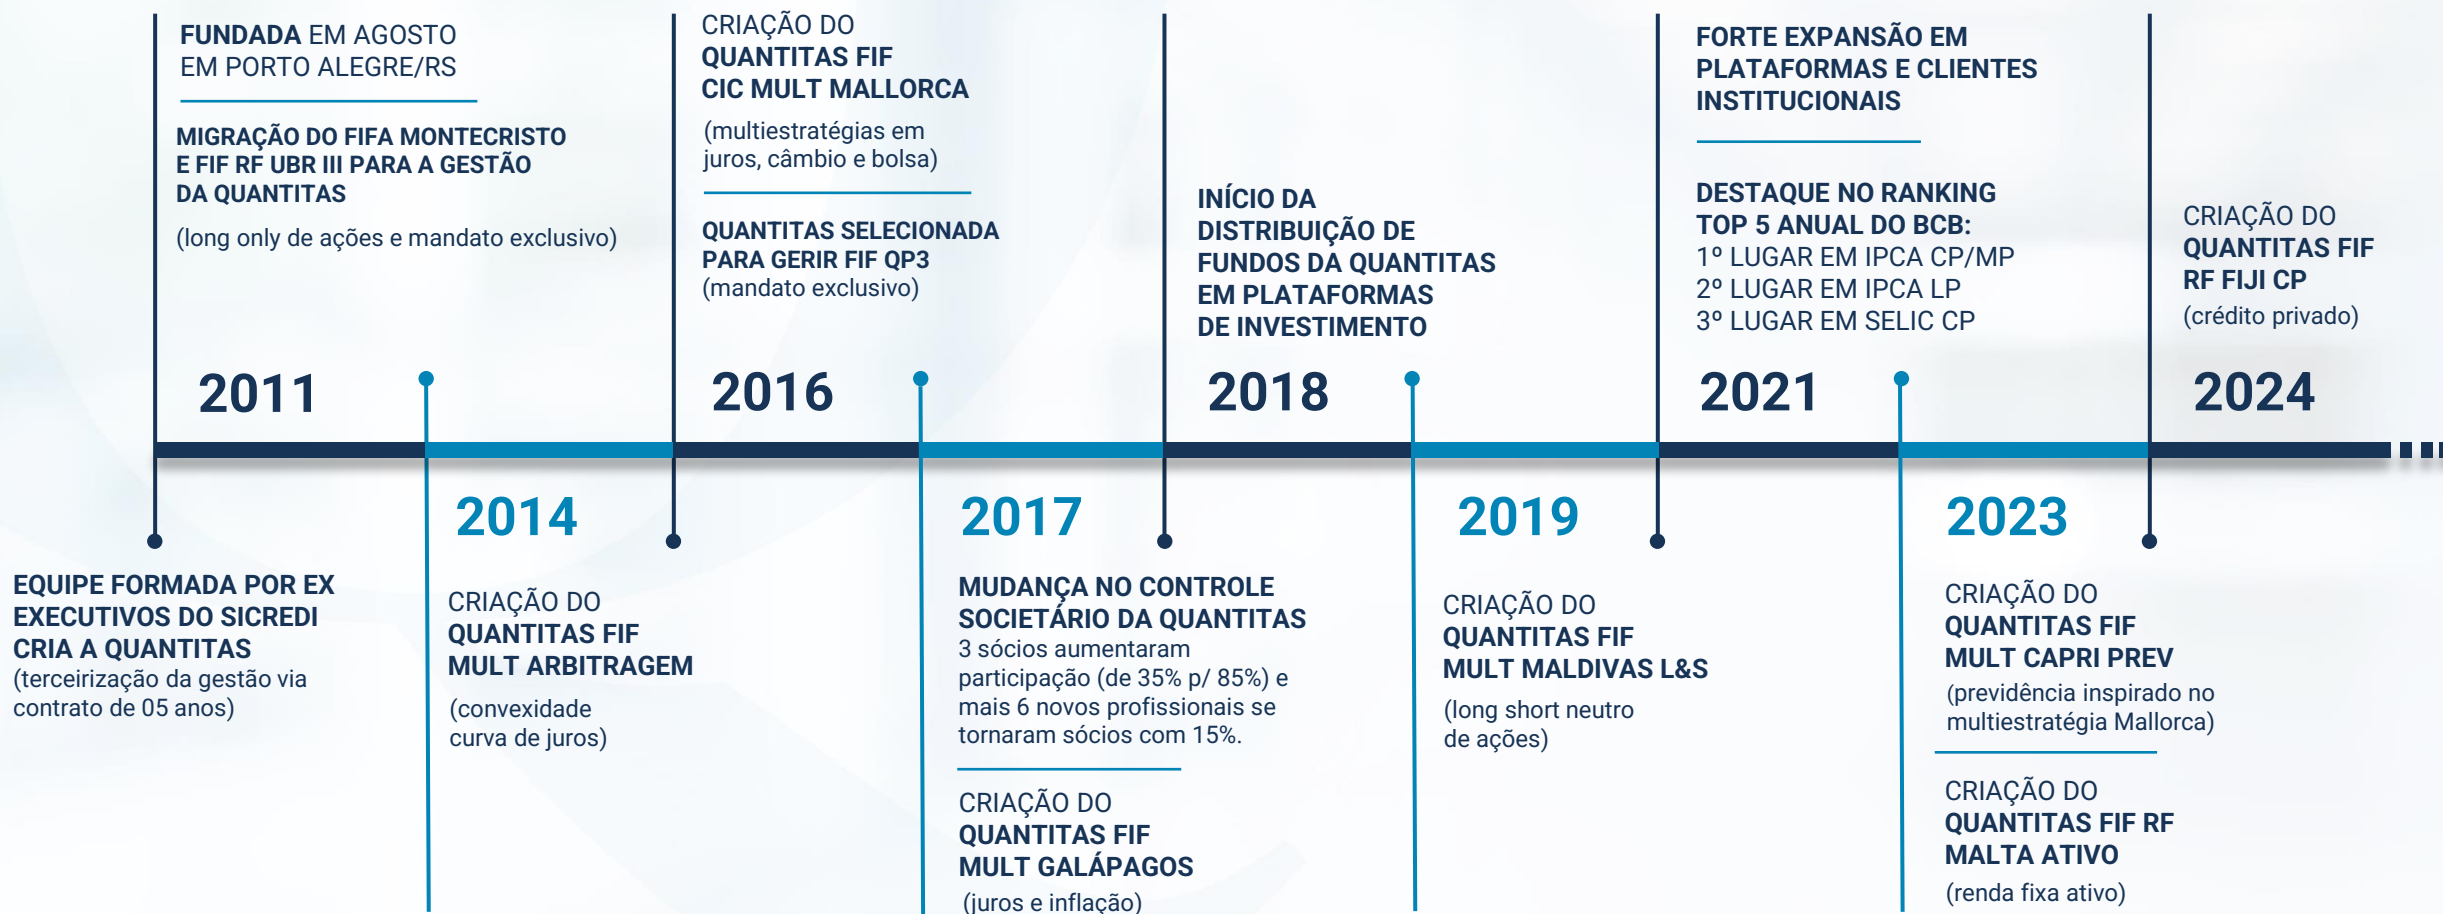 FUNDADA EM AGOSTO
EM PORTO ALEGRE/RS
MIGRAÇÃO DO FIFA MONTECRISTO
E FIF RF UBR III PARA A GESTÃO
DA QUANTITAS
(long only de ações e mandato exclusivo)
2011
EQUIPE FORMADA POR EX
EXECUTIVOS DO SICREDI
CRIA A QUANTITAS
(terceirização da gestão via
contrato de 05 anos)
2014
CRIAÇÃO DO
QUANTITAS FIF
MULT ARBITRAGEM
(convexidade
curva de juros)
CRIAÇÃO DO
QUANTITAS FIF
CIC MULT MALLORCA
(multiestratégias em
juros, câmbio e bolsa)
QUANTITAS SELECIONADA
PARA GERIR FIF QP3
(mandato exclusivo)
2016
2017
MUDANÇA NO CONTROLE
SOCIETÁRIO DA QUANTITAS
3 sócios aumentaram
participação (de 35% p/ 85%) e
mais 6 novos profissionais se
tornaram sócios com 15%.
CRIAÇÃO DO
QUANTITAS FIF
MULT GALÁPAGOS
(juros e inflação)
INÍCIO DA
DISTRIBUIÇÃO DE
FUNDOS DA QUANTITAS
EM PLATAFORMAS
DE INVESTIMENTO
2018
2019
CRIAÇÃO DO
QUANTITAS FIF
MULT MALDIVAS L&S
(long short neutro
de ações)
FORTE EXPANSÃO EM
PLATAFORMAS E CLIENTES
INSTITUCIONAIS
DESTAQUE NO RANKING
TOP 5 ANUAL DO BCB:
1º LUGAR EM IPCA CP/MP
2º LUGAR EM IPCA LP
3º LUGAR EM SELIC CP
2021
2023
CRIAÇÃO DO
QUANTITAS FIF
MULT CAPRI PREV
(previdência inspirado no
multiestratégia Mallorca)
CRIAÇÃO DO
QUANTITAS FIF RF
MALTA ATIVO
(renda fixa ativo)
CRIAÇÃO DO
QUANTITAS FIF
RF FIJI CP
(crédito privado)
2024